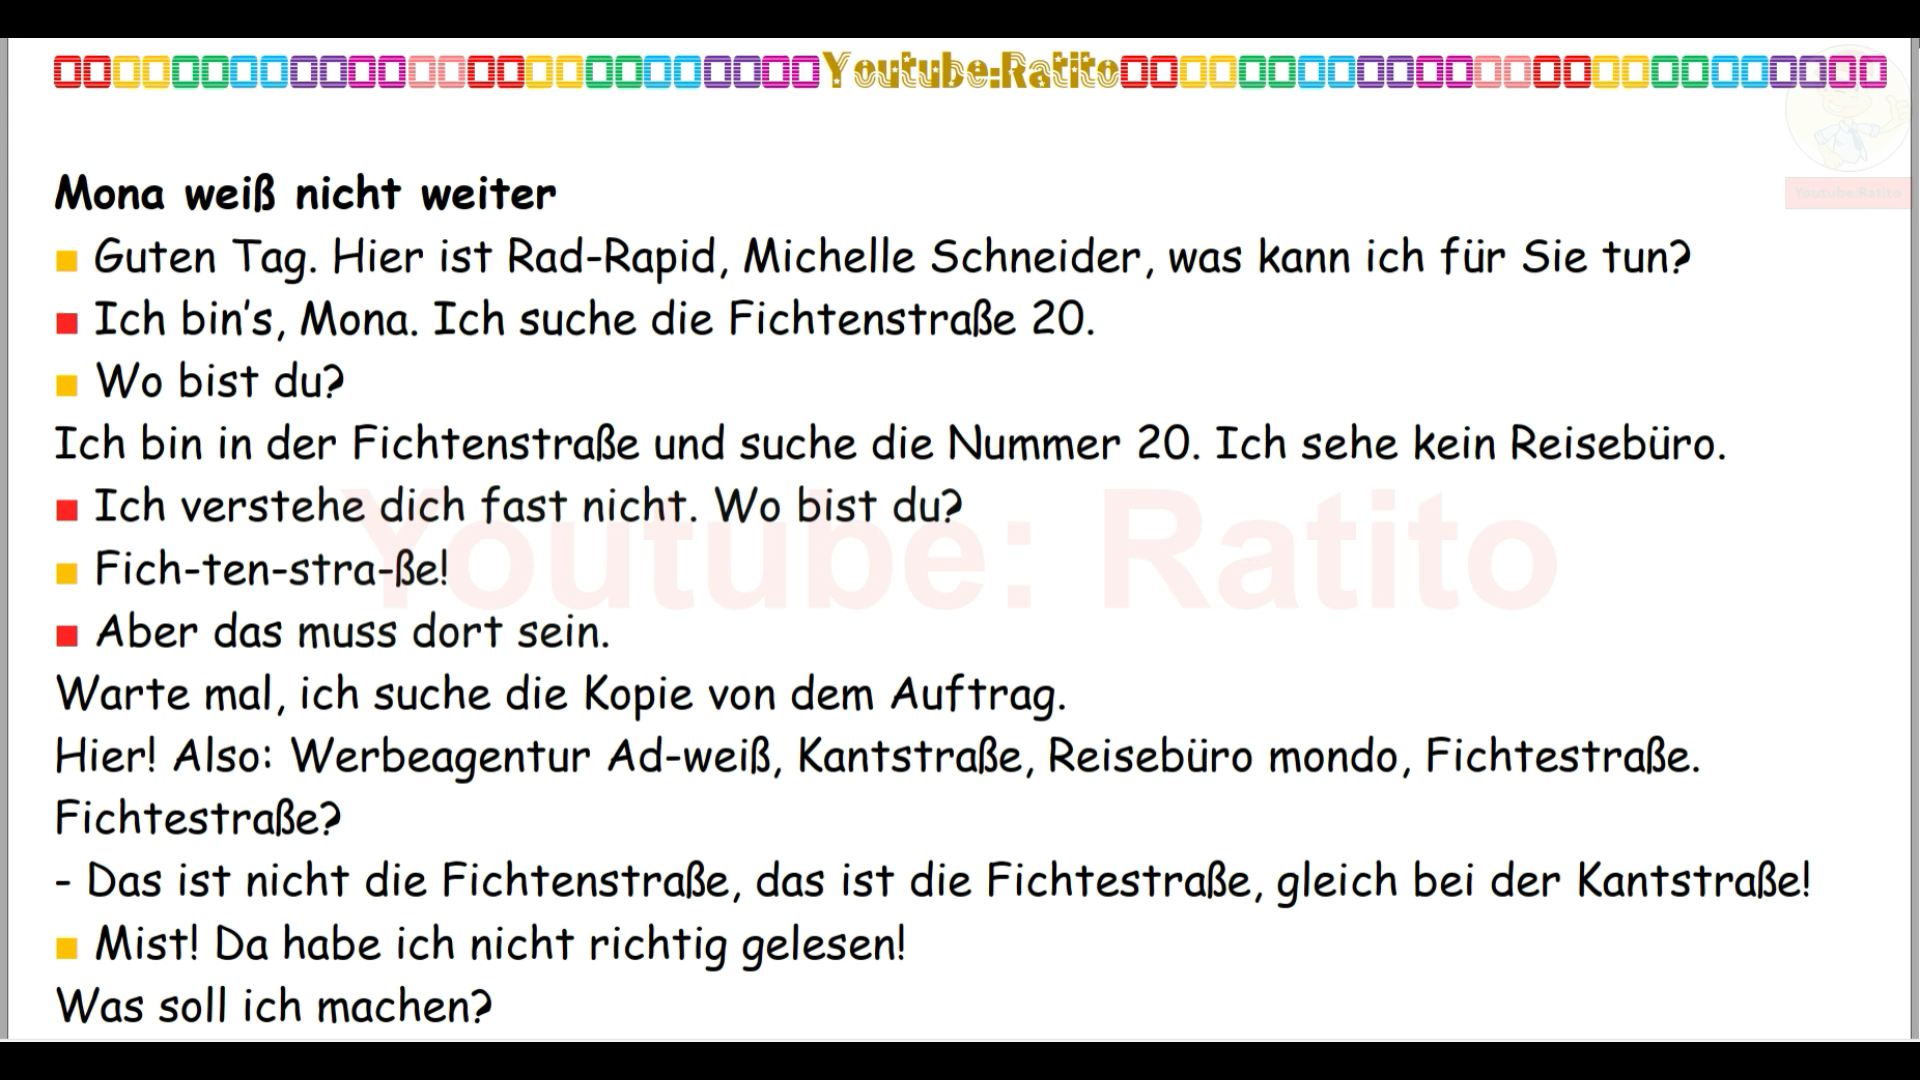 Youtube:Ratito
Youtube:Ratito
Mona weiß nicht weiter
Guten Tag. Hier ist Rad-Rapid, Michelle Schneider, was kann ich für Sie tun?
Ich bin's, Mona. Ich suche die Fichtenstraße 20.
Wo bist du?
Ich bin in der Fichtenstraße und suche die Nummer 20. Ich sehe kein Reisebüro.
Ich verstehe dich fast nicht. Wo bist du?
Youtube: Ratito
Fich-ten-stra-ße!
Aber das muss dort sein.
Warte mal, ich suche die Kopie von dem Auftrag.
Hier! Also: Werbeagentur Ad-weiß, Kantstraße, Reisebüro mondo, Fichtestraße.
Fichtestraße?
- Das ist nicht die Fichtenstraße, das ist die Fichtestraße, gleich bei der Kantstraße!
Mist! Da habe ich nicht richtig gelesen!
Was soll ich machen?